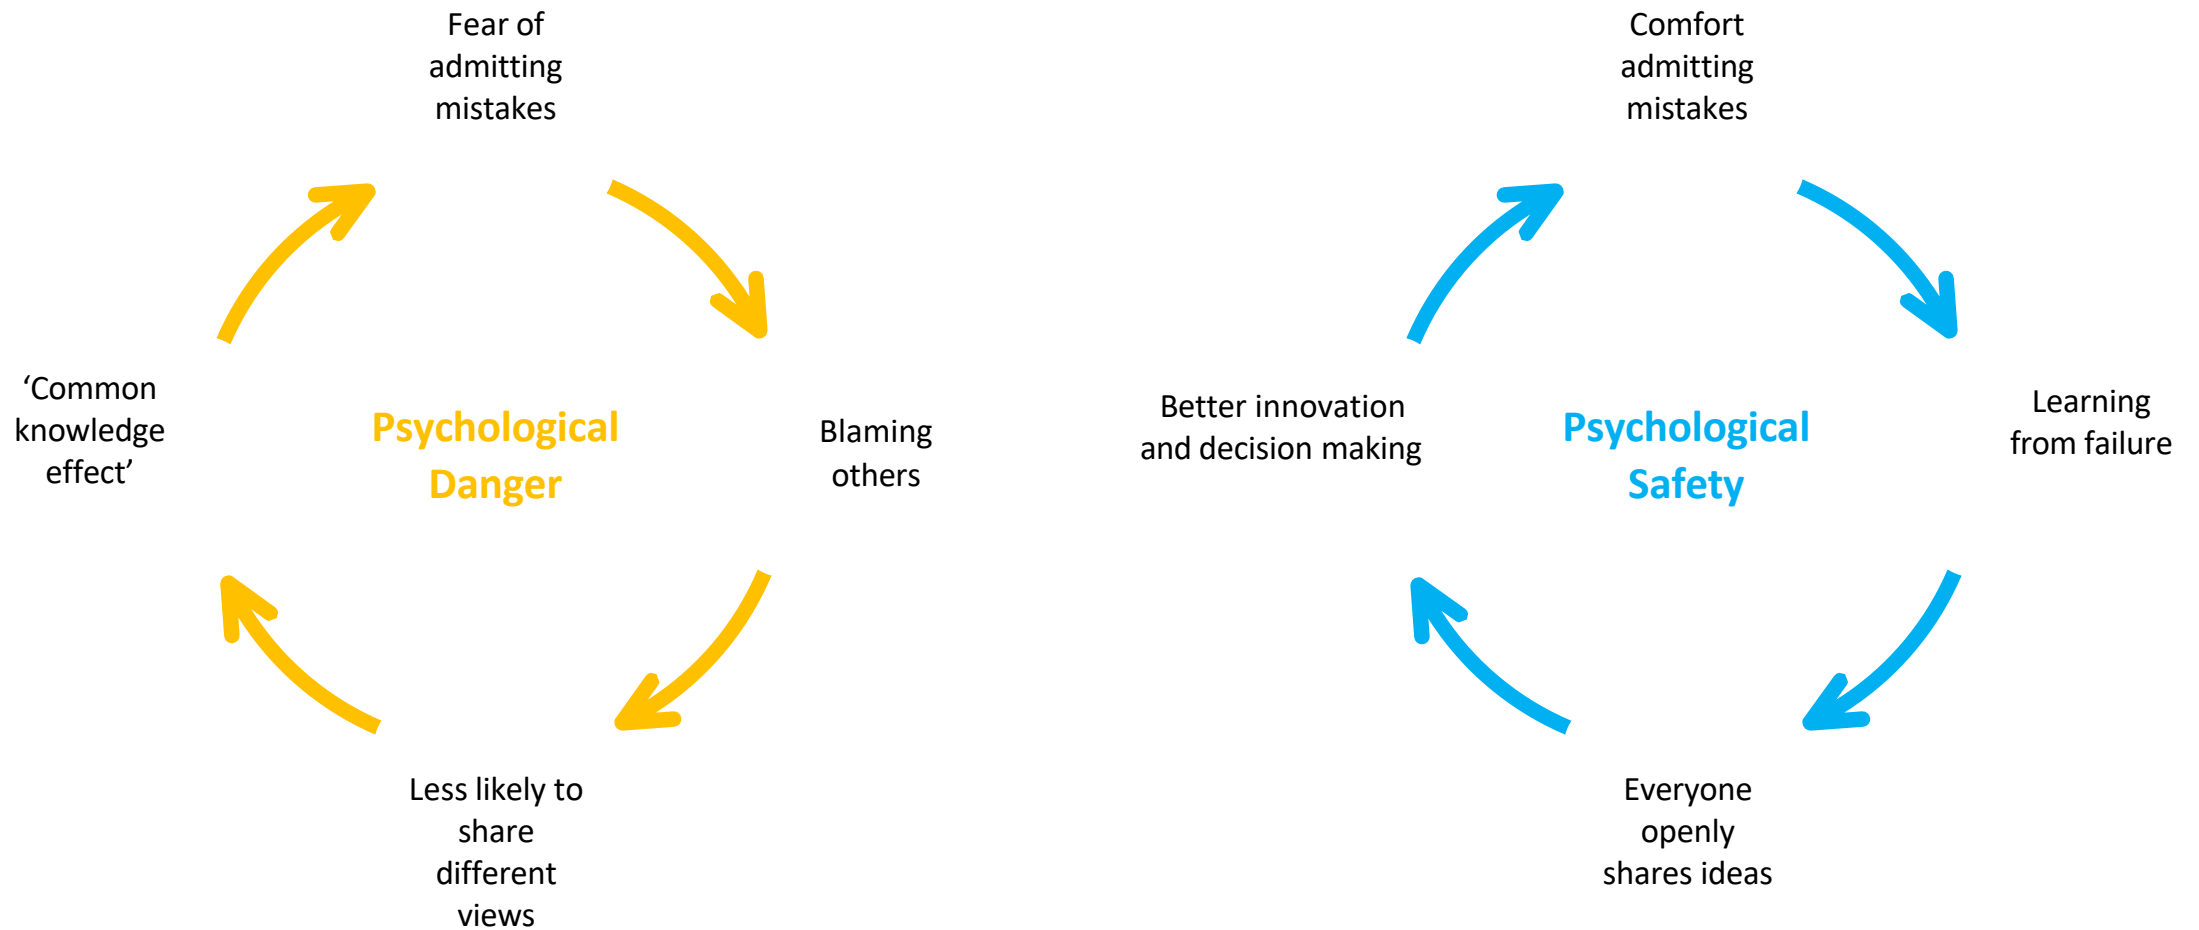 Fear of
admitting
mistakes
Blaming
others
Less likely to
share
different
views
‘Common
knowledge
effect’
Psychological
Danger
Comfort
admitting
mistakes
Learning
from failure
Everyone
openly
shares ideas
Better innovation
and decision making
Psychological
Safety